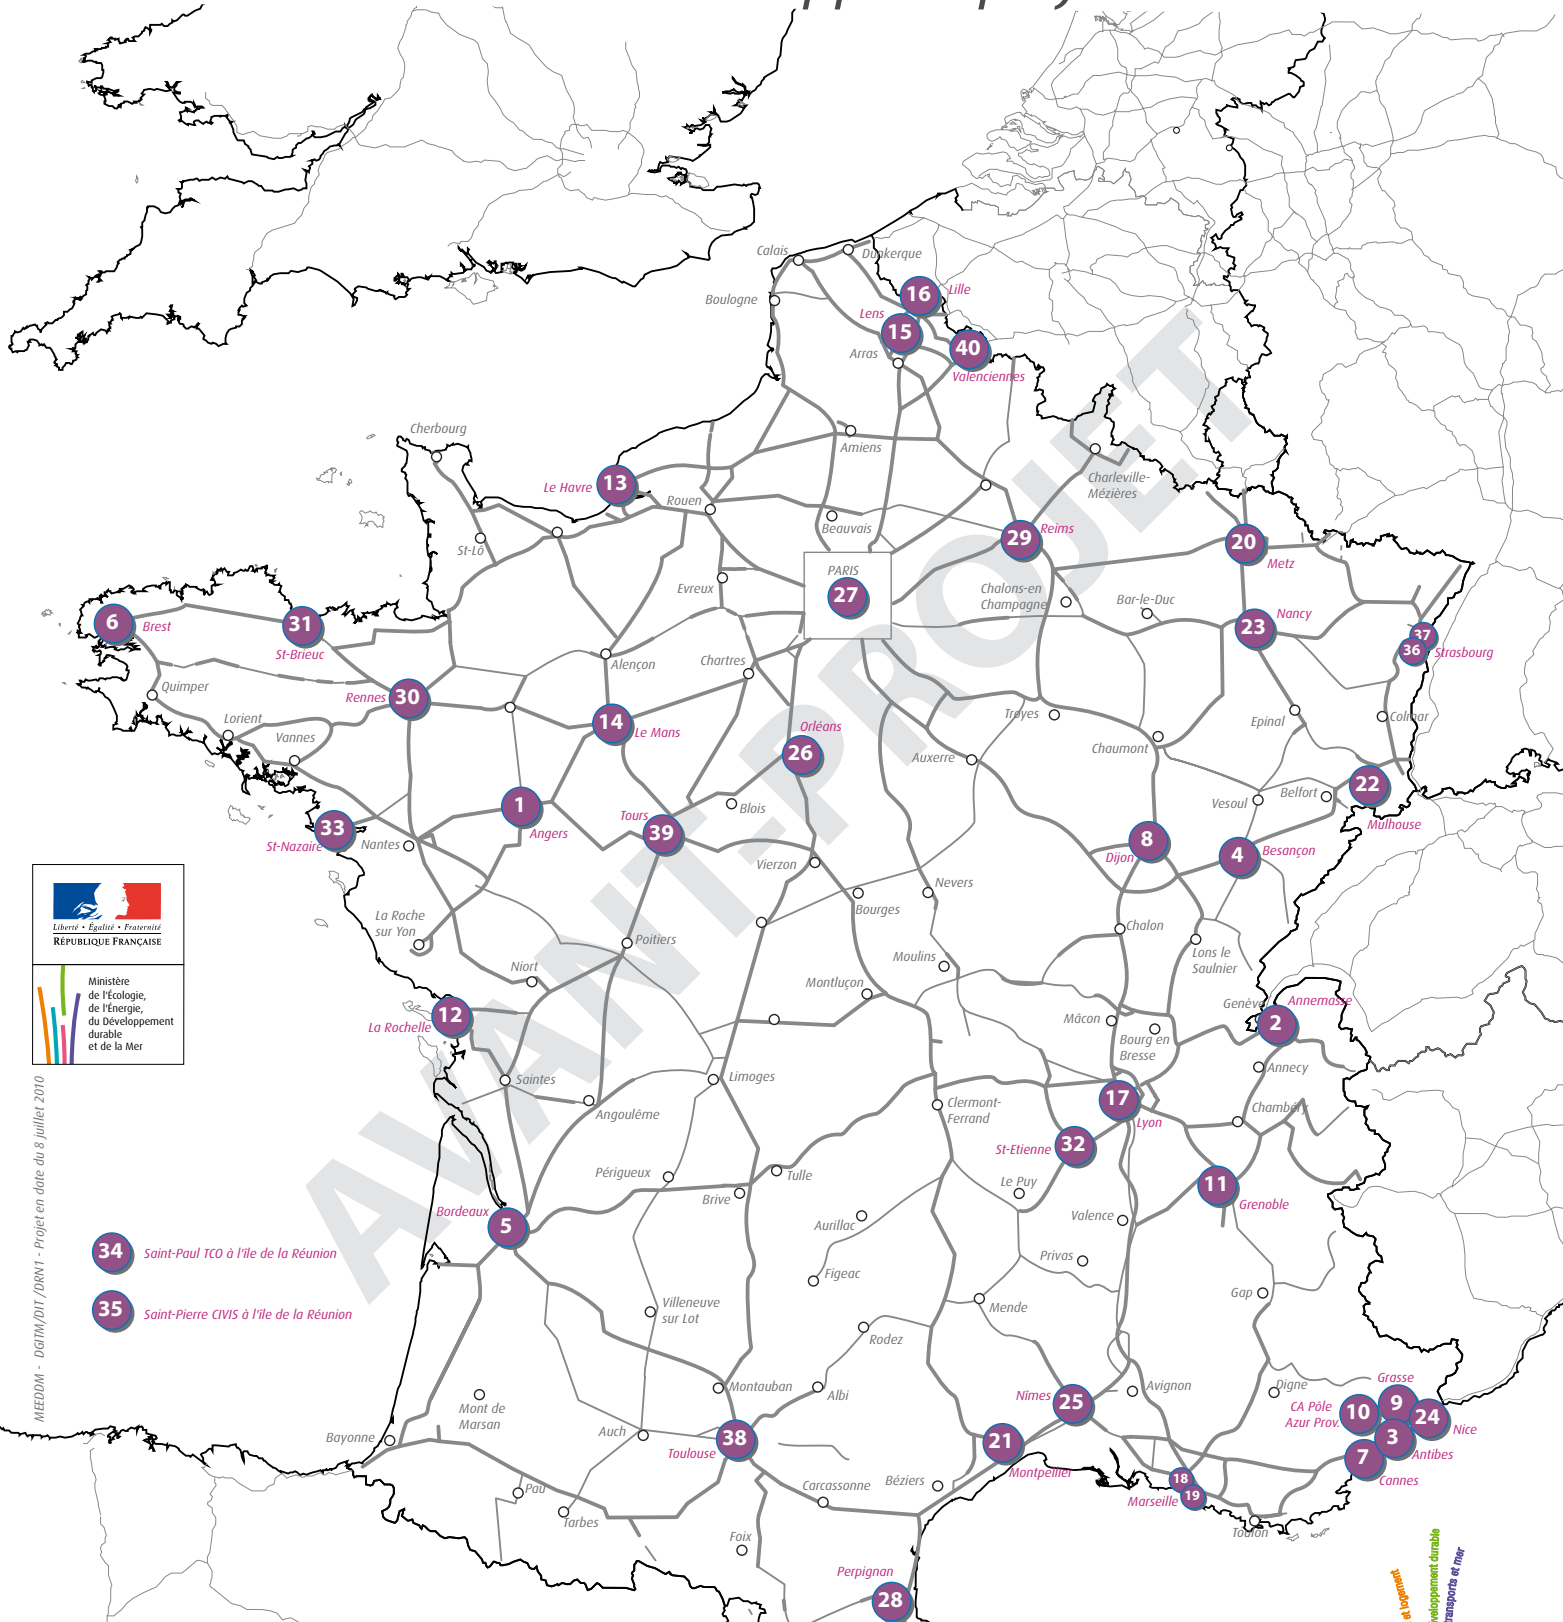 Calais
Dunkerque
Boulogne
16
Lille
Lens
15
40
Arras
Valenciennes
Cherbourg
Amiens
Charleville-
Mézières
13
Le Havre
Rouen
Beauvais
29
Reims
20
Metz
St-Lô
PARIS
27
Evreux
Chalons-en
Champagne
Bar-le-Duc
Nancy
23
6
Brest
31
St-Brieuc
37
36
Strasbourg
Alençon
Chartres
Quimper
Rennes
30
Lorient
Vannes
14
Le Mans
Orléans
26
Troyes
Epinal
Colmar
Chaumont
Auxerre
1
Angers
Tours
39
Blois
Vesoul
Belfort
22
Mulhouse
33
St-Nazaire
Nantes
8
Dijon
4
Besançon
Vierzon
Nevers
Bourges
La Roche
sur Yon
Poitiers
Chalon
Lons le
Saulnier
Moulins
Niort
Montluçon
Genève
Annemasse
2
12
La Rochelle
Mâcon
Bourg en
Bresse
Annecy
Saintes
Limoges
Angoulême
Clermont-
Ferrand
17
Lyon
Chambéry
St-Etienne
32
Périgueux
Tulle
Brive
Le Puy
11
Grenoble
Bordeaux
5
Aurillac
Valence
Privas
Figeac
Gap
Villeneuve
sur Lot
Mende
Rodez
Montauban
Albi
Avignon
Digne
Nimes
25
Grasse
9
CA Pôle
Azur Prov.
10
24
Nice
3
Antibes
7
Cannes
Mont de
Marsan
Auch
Bayonne
Toulouse
38
21
Montpellier
18
19
Marseille
Toulon
Pau
Tarbes
Carcassonne
Béziers
Foix
Perpignan
28
AVANT-PROJET
Liberté • Égalité • Fraternité
RÉPUBLIQUE FRANÇAISE
Ministère
de l'Écologie,
de l'Énergie,
du Développement
durable
et de la Mer
34
Saint-Paul TCO à l'île de la Réunion
35
Saint-Pierre CIVIS à l'île de la Réunion
MEEDDM - DGITM/DIT /DRN1 - Projet en date du 8 juillet 2010
et logement
veloppement durable
ransports et mer